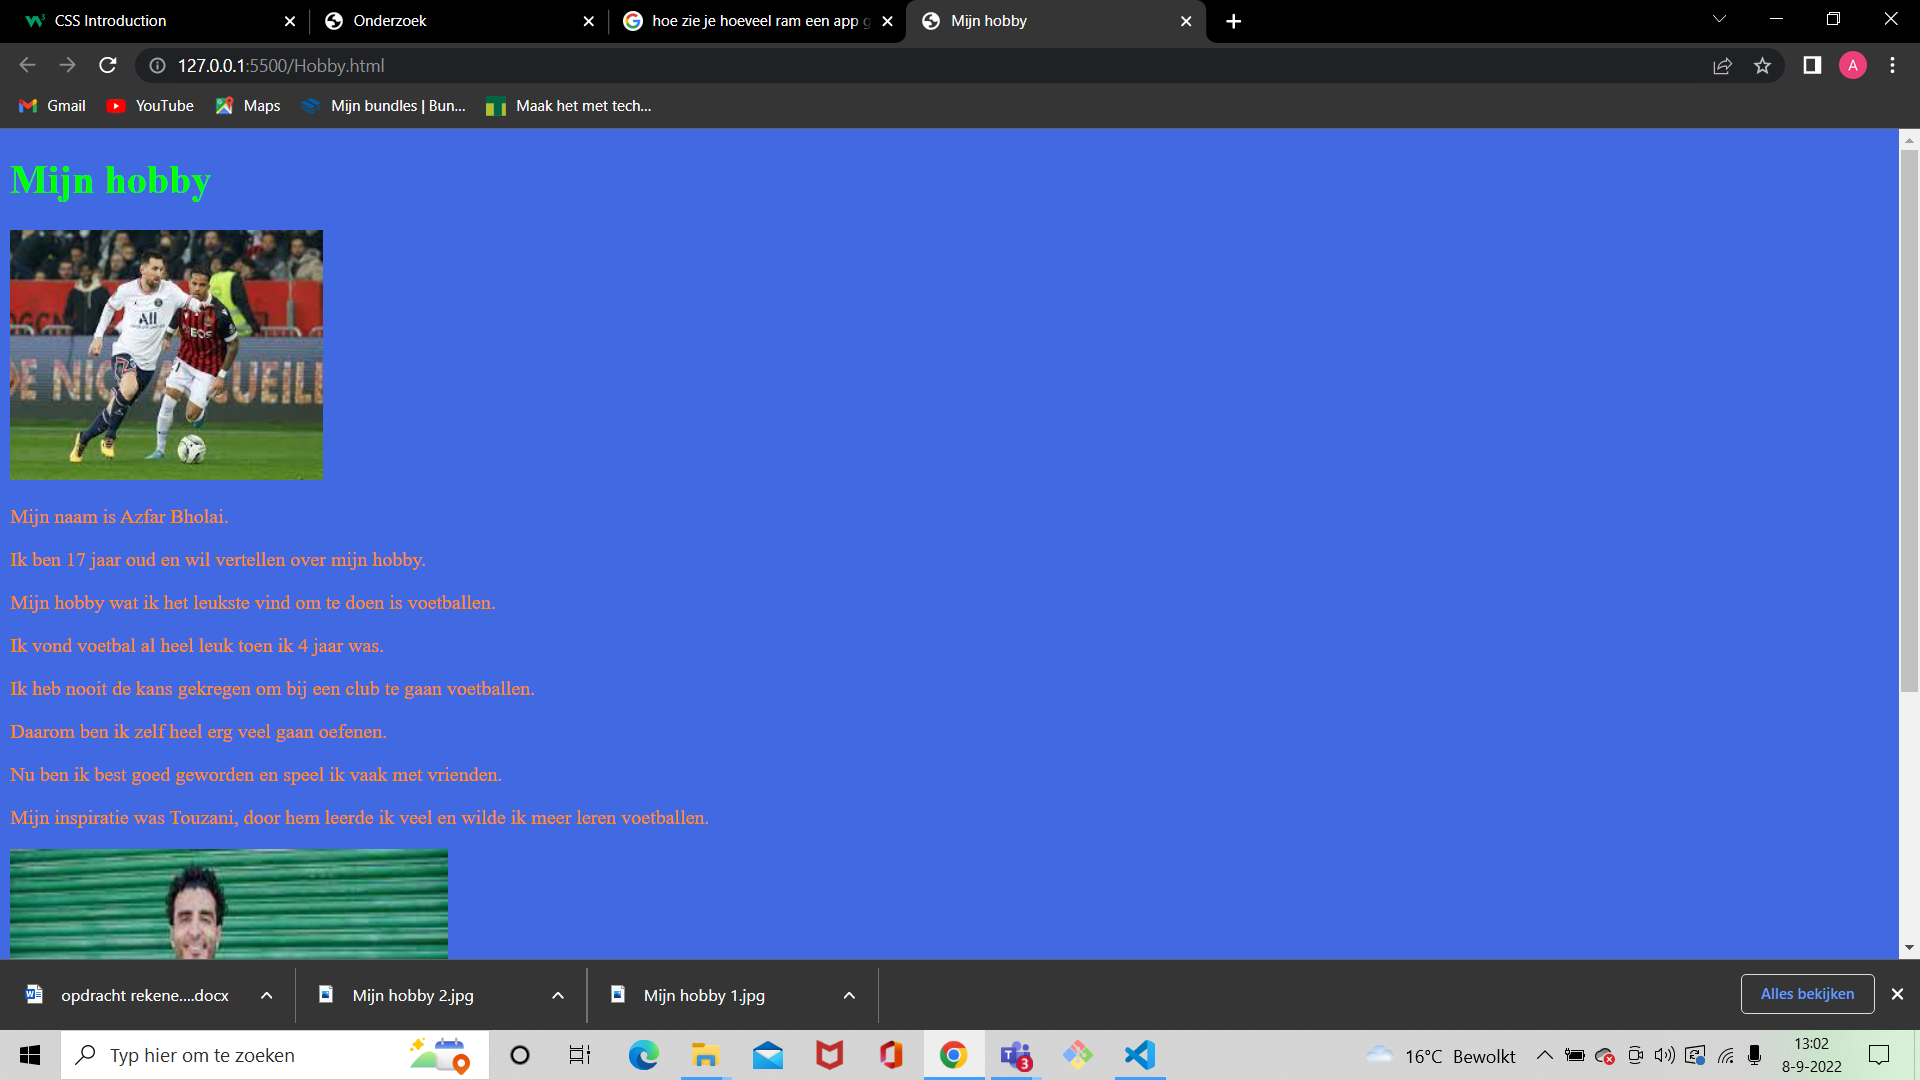 CSS Introduction
Onderzoek
hoe zie je hoeveel ram een app g
Mijn hobby
127.0.0.1:5500/Hobby.html
A
Gmail
YouTube
Maps
Mijn bundles | Bun...
Maak het met tech...
Mijn hobby
All
INEOS
DE NIC
UEILL
Mijn naam is Azfar Bholai.
Ik ben 17 jaar oud en wil vertellen over mijn hobby.
Mijn hobby wat ik het leukste vind om te doen is voetballen.
Ik vond voetbal al heel leuk toen ik 4 jaar was.
Ik heb nooit de kans gekregen om bij een club te gaan voetballen.
Daarom ben ik zelf heel erg veel gaan oefenen.
Nu ben ik best goed geworden en speel ik vaak met vrienden.
Mijn inspiratie was Touzani, door hem leerde ik veel en wilde ik meer leren voetballen.
opdracht rekene....docx
Mijn hobby 2.jpg
Mijn hobby 1.jpg
Alles bekijken
Typ hier om te zoeken
3
16°C Bewolkt
13:02
8-9-2022